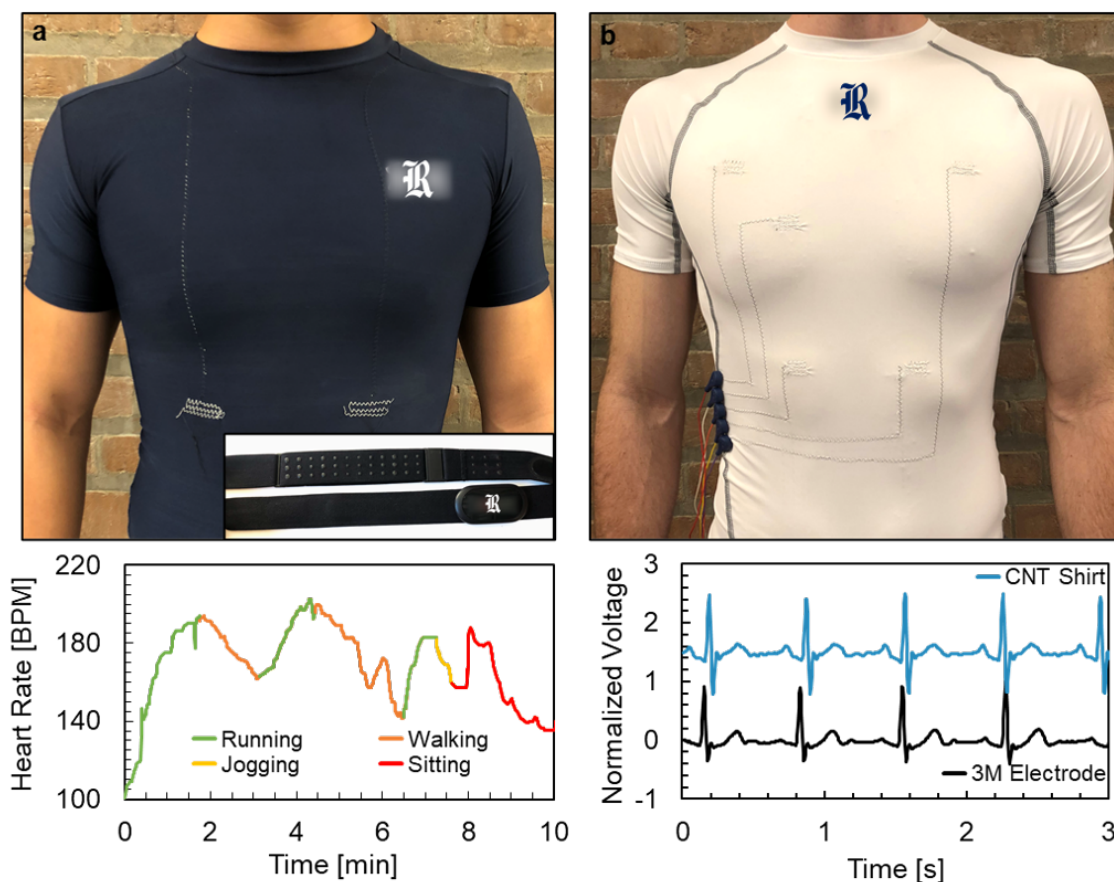 a
R
R
b
R
220
180
140
100
Heart Rate [BPM]
Running
Walking
Jogging
Sitting
0
2
4
6
8
10
Time [min]
3
2
1
0
-1
Normalized Voltage
CNT Shirt
3M Electrode
0
1
2
3
Time [s]